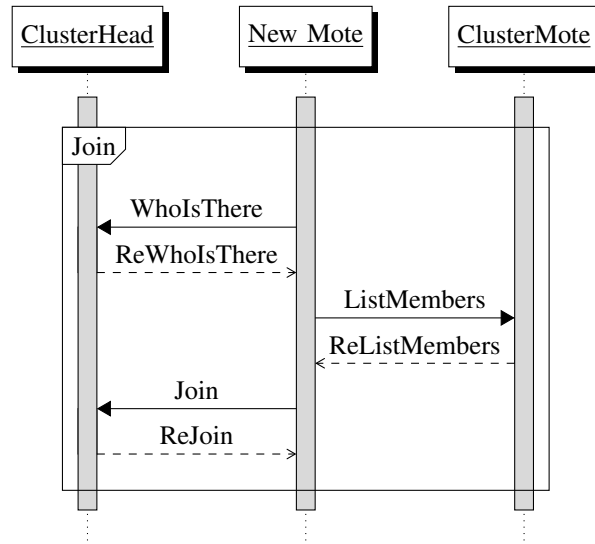 ClusterHead
New Mote
ClusterMote
Join
WhoIsThere
ReWhoIsThere
ListMembers
ReListMembers
Join
ReJoin